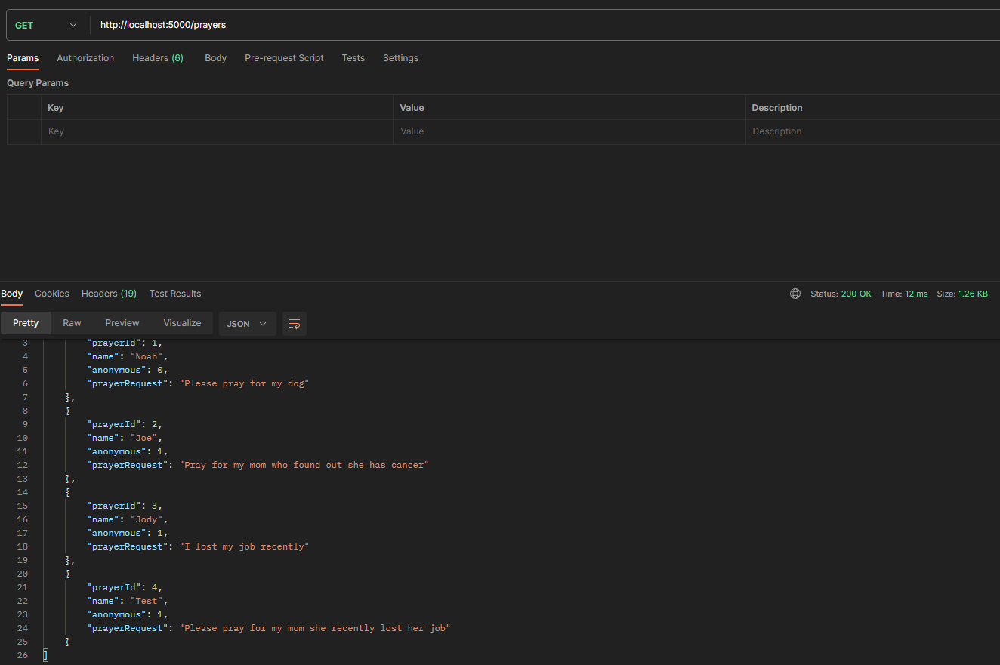 GET http://localhost:5000/prayers
Params Authorization Headers (6) Body Pre-request Script Tests Settings
Query Params
Key Value Description
Key Value Description
Body Cookies Headers (19) Test Results Status: 200 OK Time: 12 ms Size: 1.26 KB
Pretty Raw Preview Visualize JSON
3 "prayerId": 1,
4 "name": "Noah",
5 "anonymous": 0,
6 "prayerRequest": "Please pray for my dog"
7 },
8 {
9 "prayerId": 2,
10 "name": "Joe",
11 "anonymous": 1,
12 "prayerRequest": "Pray for my mom who found out she has cancer"
13 },
14 {
15 "prayerId": 3,
16 "name": "Jody",
17 "anonymous": 1,
18 "prayerRequest": "I lost my job recently"
19 },
20 {
21 "prayerId": 4,
22 "name": "Test",
23 "anonymous": 1,
24 "prayerRequest": "Please pray for my mom she recently lost her job"
25 }
26 ]